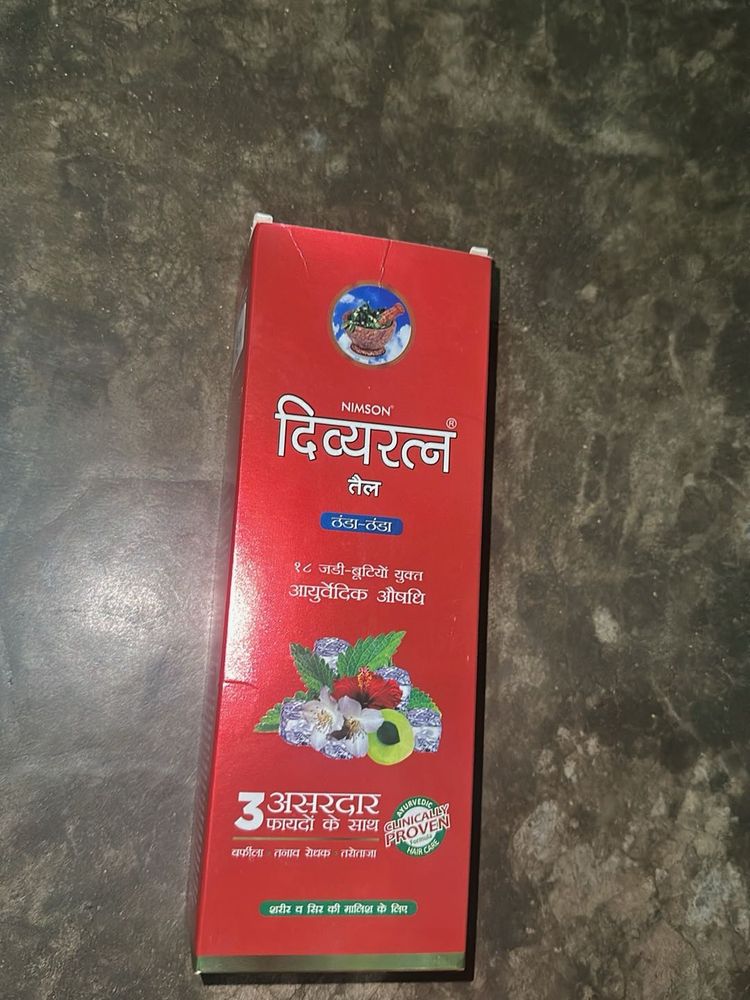 NIMSON®
दिव्यरत्न®
तैल
ठंडा-ठंडा
१८ जडी-बूटियों युक्त
आयुर्वेदिक औषधि
3 असरदार
फायदों के साथ
बर्फीला तनाव रोधक तरोताजा
AYURVEDIC
CLINICALLY
PROVEN
Formula
HAIR CARE
शरीर व सिर की मालिश के लिए